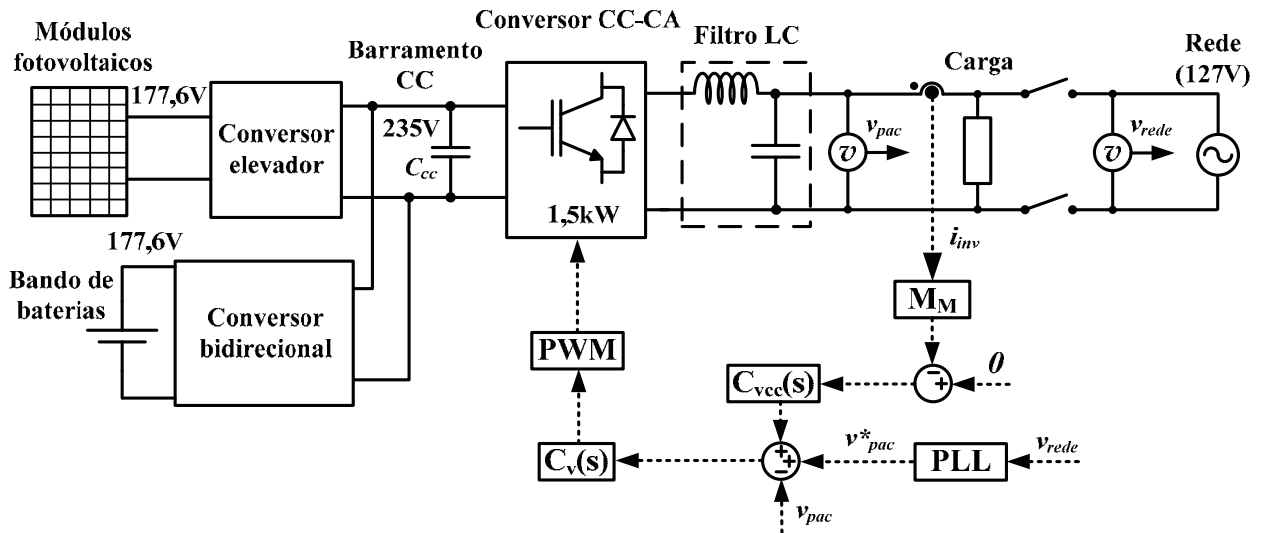 Módulos
fotovoltaicos
177,6V
Conversor
elevador
Barramento
CC
235V
Ccc
Conversor CC-CA
1,5kW
Filtro LC
v
vpac
Carga
Rede
(127V)
v
vrede
iinv
177,6V
Bando de
baterias
Conversor
bidirecional
MM
PWM
0
Cvcc(s)
Cv(s)
v*pac
PLL
vrede
vpac